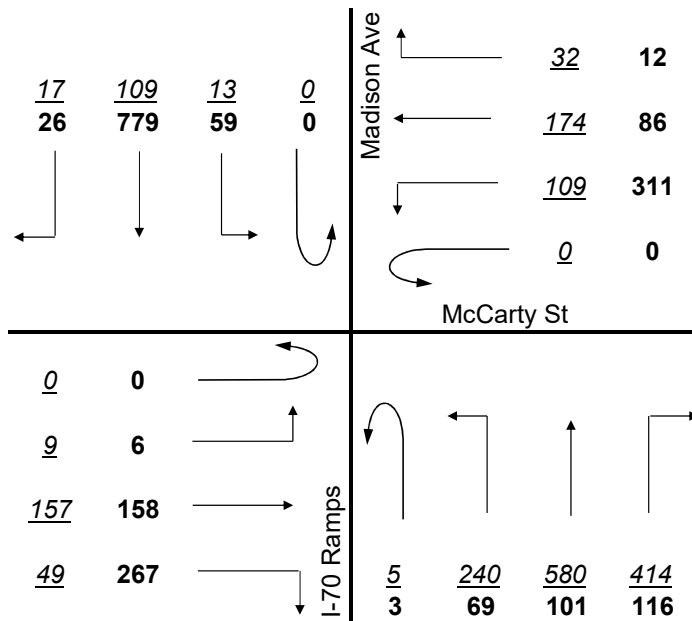 17 109 13 0
26 779 59 0
Madison Ave
32 12
174 86
109 311
0 0
McCarty St
0 0
9 6
157 158
49 267
I-70 Ramps
5 240 580 414
3 69 101 116